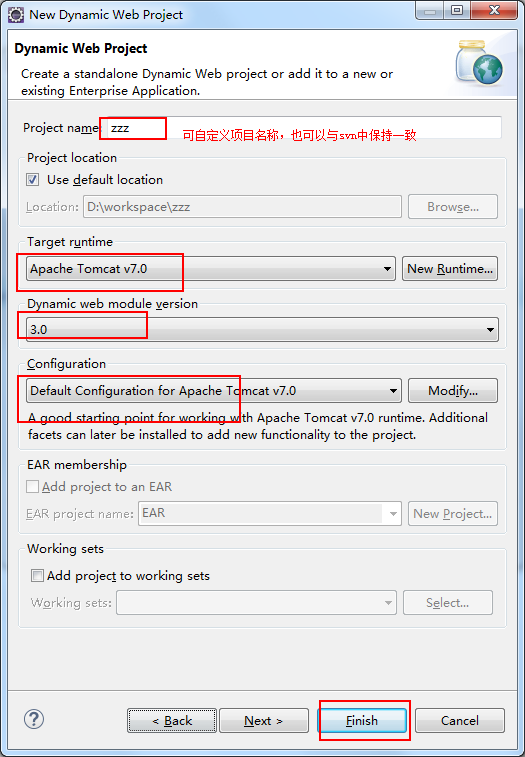 New Dynamic Web Project
Dynamic Web Project
Create a standalone Dynamic Web project or add it to a new or
existing Enterprise Application.
Project name: zzz
可自定义项目名称，也可以与svn中保持一致
Project location
Use default location
Location: D:\workspace\zzz Browse...
Target runtime
Apache Tomcat v7.0 New Runtime...
Dynamic web module version
3.0
Configuration
Default Configuration for Apache Tomcat v7.0 Modify...
A good starting point for working with Apache Tomcat v7.0 runtime. Additional
facets can later be installed to add new functionality to the project.
EAR membership
Add project to an EAR
EAR project name: EAR New Project...
Working sets
Add project to working sets
Working sets: Select...
? < Back Next > Finish Cancel